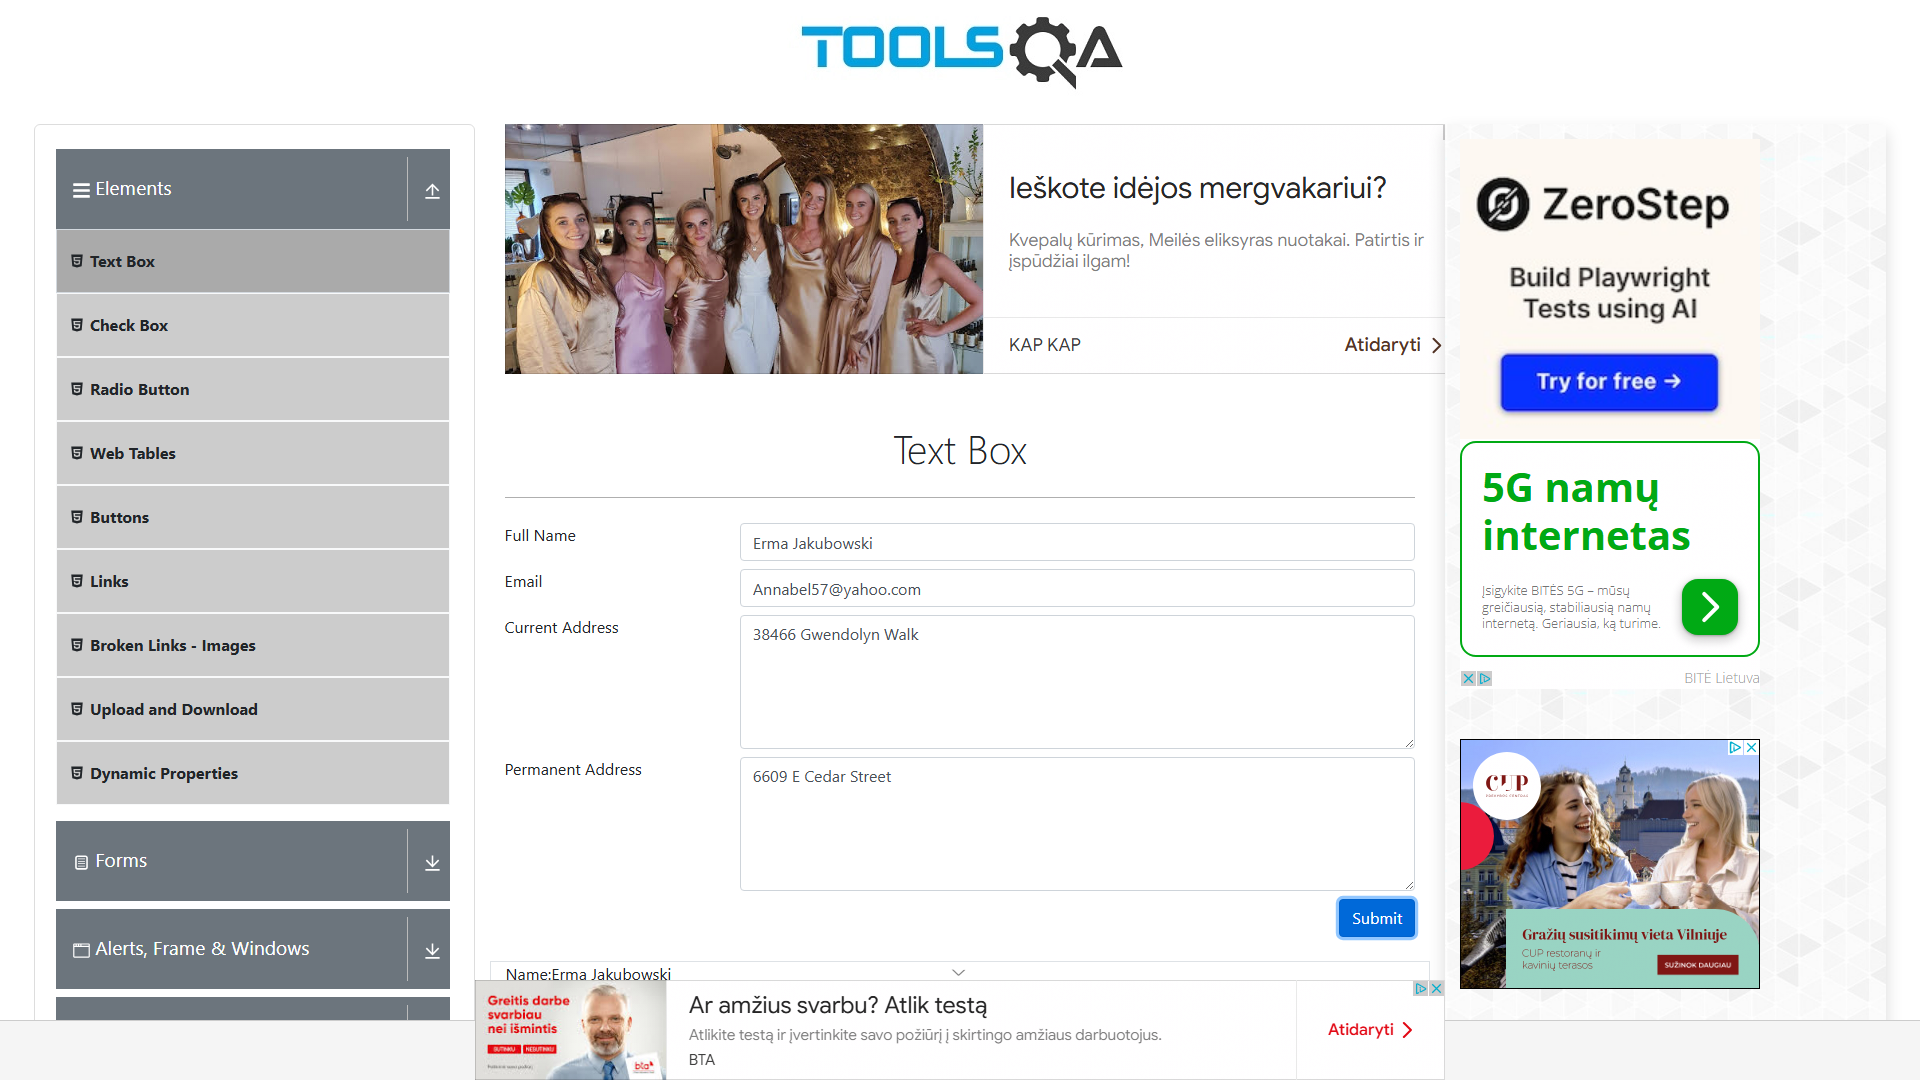 TOOLSQA
Elements
Text Box
Check Box
Radio Button
Web Tables
Buttons
Links
Broken Links - Images
Upload and Download
Dynamic Properties
Forms
Alerts, Frame & Windows
Ieškote idėjos mergvakariui?
Kvepalų kūrimas, Meilės eliksyras nuotakai. Patirtis ir
įspūdžiai ilgam!
KAP KAP
Atidaryti
Text Box
Full Name
Erma Jakubowski
Email
Annabel57@yahoo.com
Current Address
38466 Gwendolyn Walk
Permanent Address
6609 E Cedar Street
Submit
Name:Erma Jakubowski
Greitis darbe
svarbiau
nei išmintis
SUTINKU
NESUTINKU
bta
Ar amžius svarbu? Atlik testą
Atlikite testą ir įvertinkite savo požiūrį į skirtingo amžiaus darbuotojus.
BTA
Atidaryti
ZeroStep
Build Playwright
Tests using AI
Try for free →
5G namų
internetas
Įsigykite BITĖS 5G – mūsų
greičiausią, stabiliausią namų
internetą. Geriausia, ką turime.
BITĖ Lietuva
CUP
Gražių susitikimų vieta Vilniuje
CUP restoranų ir
kavinių terasos
SUŽINOK DAUGIAU